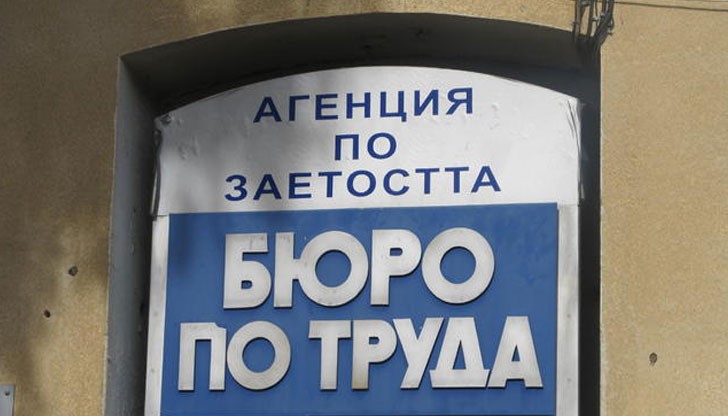 АГЕНЦИЯ
ПО
ЗАЕТОСТТА
БЮРО
ПО ТРУДА